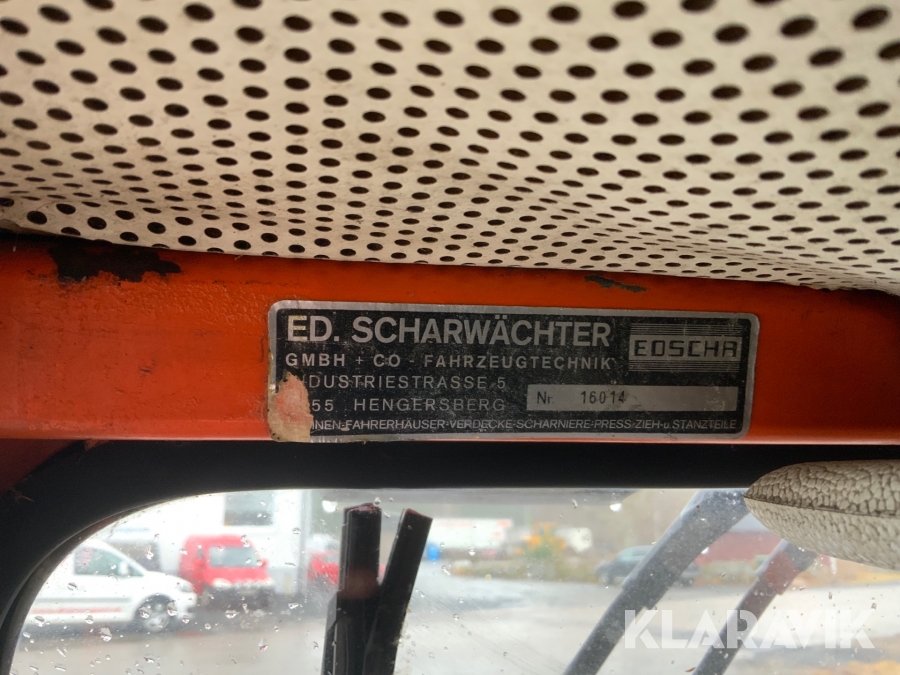 ED. SCHARWÄCHTER
GMBH + CO - FAHRZEUGTECHNIK
EDSCHA
NDUSTRIESTRASSE 5
55 HENGERSBERG
Nr. 16014
INEN-FAHRERHÄUSER-VERDECKE-SCHARNIERE-PRESS-ZIEH-u.STANZTEILE
KLARAVIK